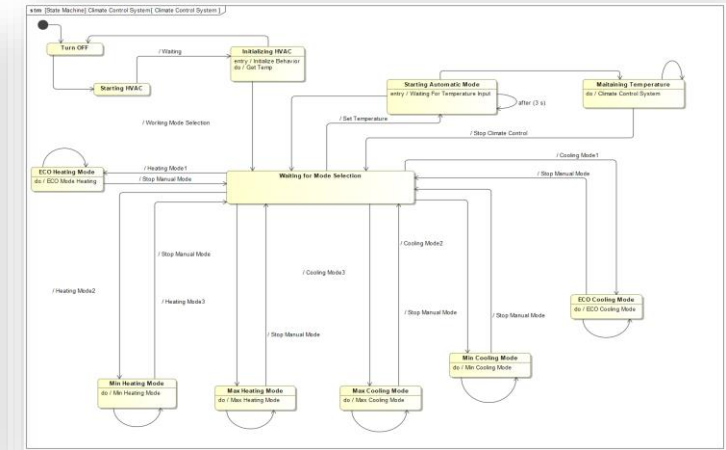 stm [State Machine] Climate Control System[ Climate Control System ]
Turn OFF
/ Waiting
Initializing HVAC
entry / Initialize Behavior
do / Get Temp
Starting HVAC
Starting Automatic Mode
entry / Waiting For Temperature Input
after (3 s)
Maitaining Temperature
do / Climate Control System
/ Working Mode Selection
/ Set Temperature
/ Stop Climate Control
/ Cooling Mode1
ECO Heating Mode
do / ECO Mode Heating
/ Heating Mode1
/ Stop Manual Mode
Waiting for Mode Selection
/ Stop Manual Mode
/ Stop Manual Mode
/ Cooling Mode2
/ Cooling Mode3
/ Heating Mode2
/ Heating Mode3
/ Stop Manual Mode
/ Stop Manual Mode
/ Stop Manual Mode
ECO Cooling Mode
do / ECO Cooling Mode
Min Cooling Mode
do / Min Cooling Mode
Min Heating Mode
do / Min Heating Mode
Max Heating Mode
do / Max Heating Mode
Max Cooling Mode
do / Max Cooling Mode